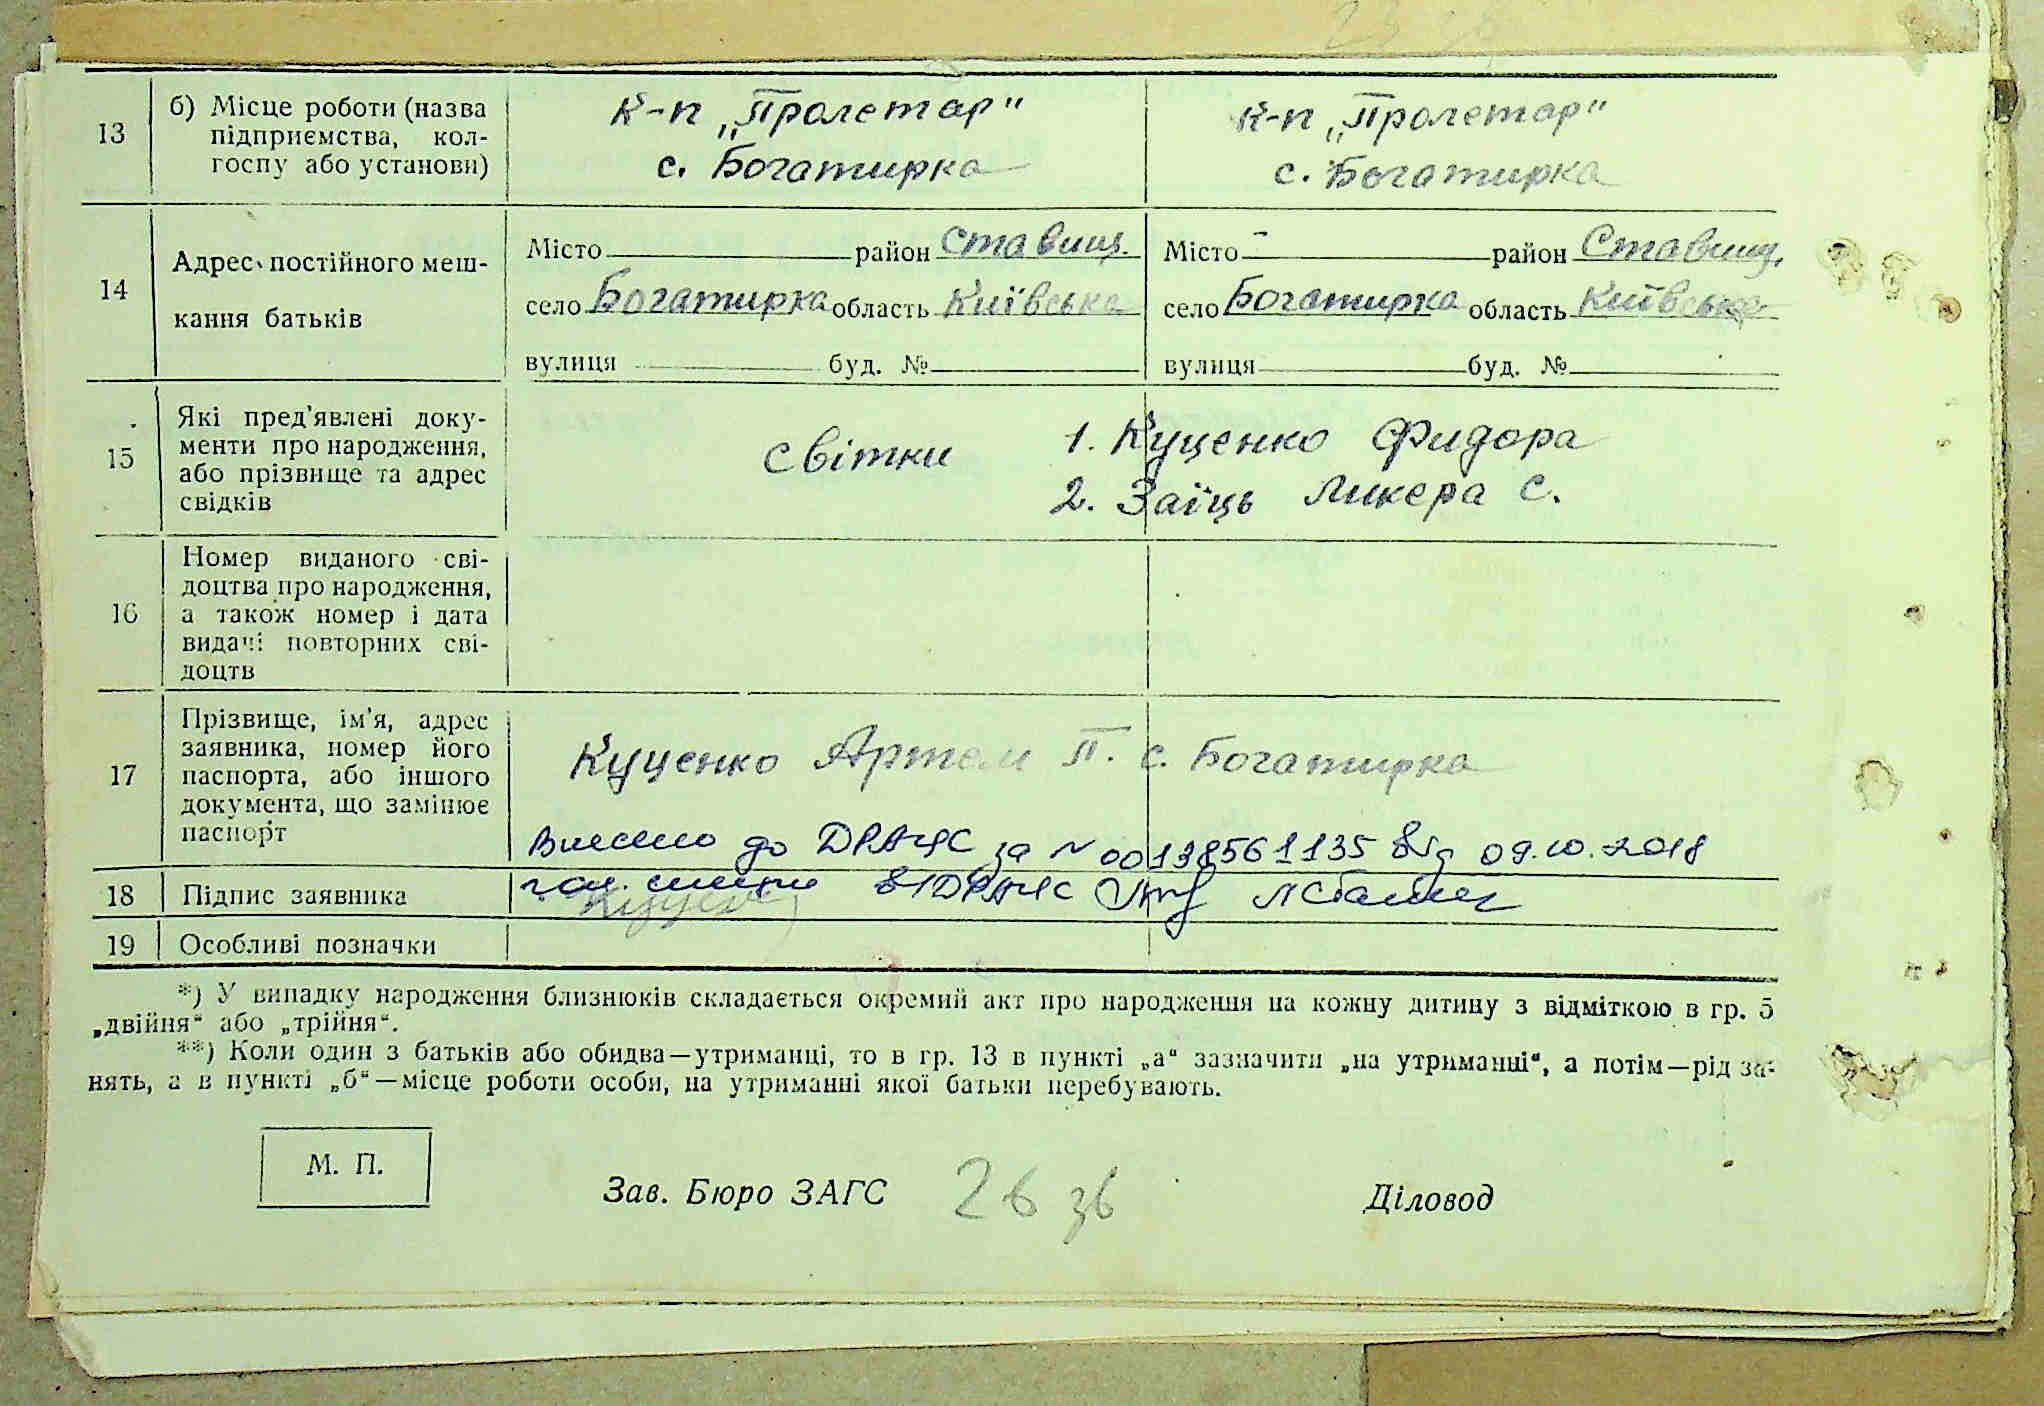 13
б) Місце роботи (назва
підприємства, кол-
госпу або установи)
К-п „Пролетар"
с. Богатирка
К-п „Пролетар"
с. Богатирка
14
Адрес постійного меш-
кання батьків
Місто район Ставищ.
село Богатирка область Київська
вулиця буд. №
Місто - район Ставищ.
село Богатирка область Київська
вулиця буд. №
15
Які пред'явлені доку-
менти про народження,
або прізвище та адрес
свідків
Світки 1. Куценко Фидора
2. Заїць Ликера С.
16
Номер виданого сві-
доцтва про народження,
а також номер і дата
видачі повторних сві-
доцтв
17
Прізвище, ім'я, адрес
заявника, номер його
паспорта, або іншого
документа, що замінює
паспорт
Куценко Артем П. с. Богатирка
Внесено до ДРАЦС за № 00138561135 від 09.10.2018
18
Підпис заявника
ВДРАЦС
19
Особливі позначки
*) У випадку народження близнюків складається окремий акт про народження на кожну дитину з відміткою в гр. 5
„двійня“ або „трійня“.
**) Коли один з батьків або обидва—утриманці, то в гр. 13 в пункті „а“ зазначити „на утриманні“, а потім—рід за-
нять, а в пункті „б“—місце роботи особи, на утриманні якої батьки перебувають.
М. П.
Зав. Бюро ЗАГС
26 зв
Діловод